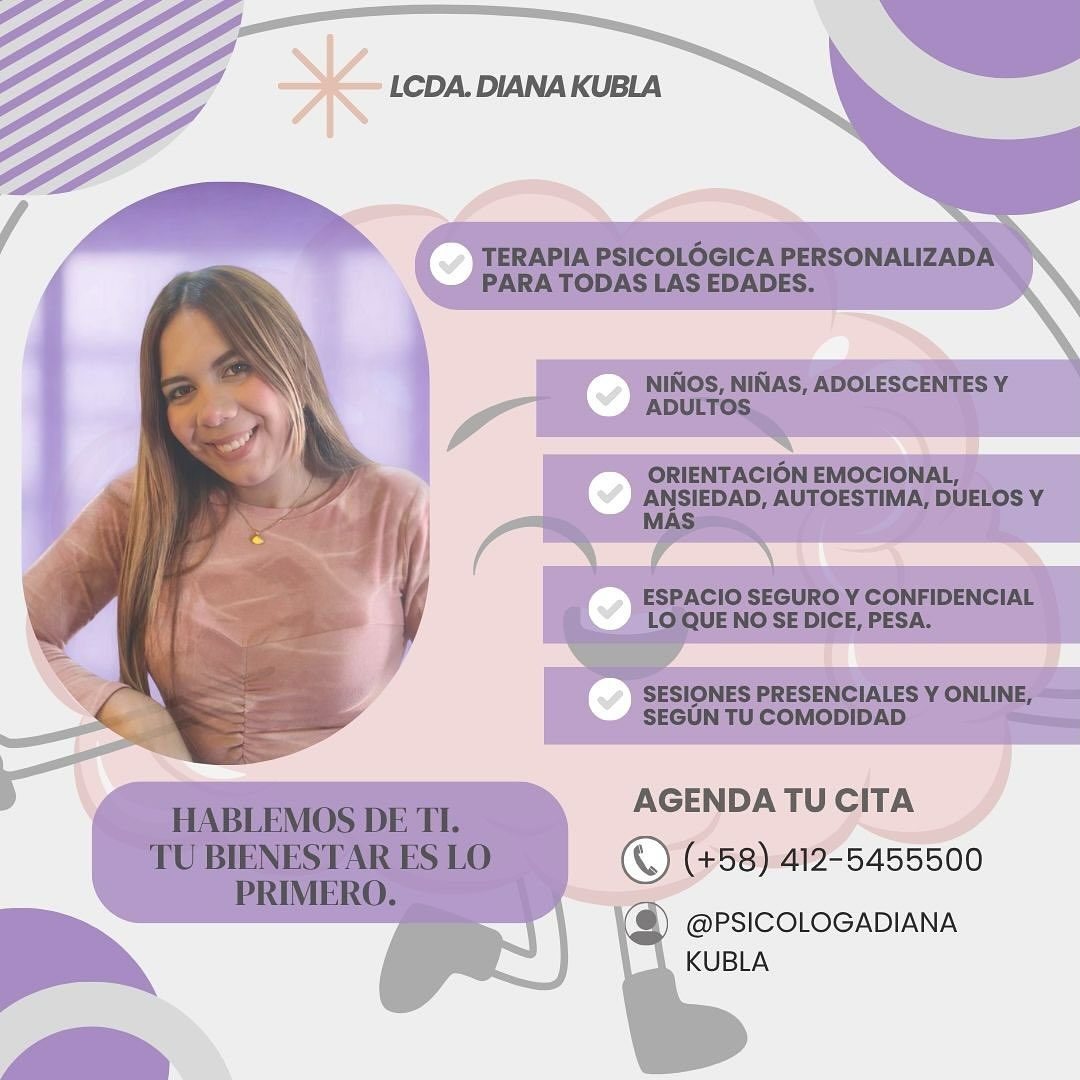 LCDA. DIANA KUBLA
TERAPIA PSICOLÓGICA PERSONALIZADA
PARA TODAS LAS EDADES.
NIÑOS, NIÑAS, ADOLESCENTES Y
ADULTOS
ORIENTACIÓN EMOCIONAL,
ANSIEDAD, AUTOESTIMA, DUELOS Y
MÁS
ESPACIO SEGURO Y CONFIDENCIAL
LO QUE NO SE DICE, PESA.
SESIONES PRESENCIALES Y ONLINE,
SEGÚN TU COMODIDAD
HABLEMOS DE TI.
TU BIENESTAR ES LO
PRIMERO.
AGENDA TU CITA
(+58) 412-5455500
@PSICOLOGADIANA
KUBLA